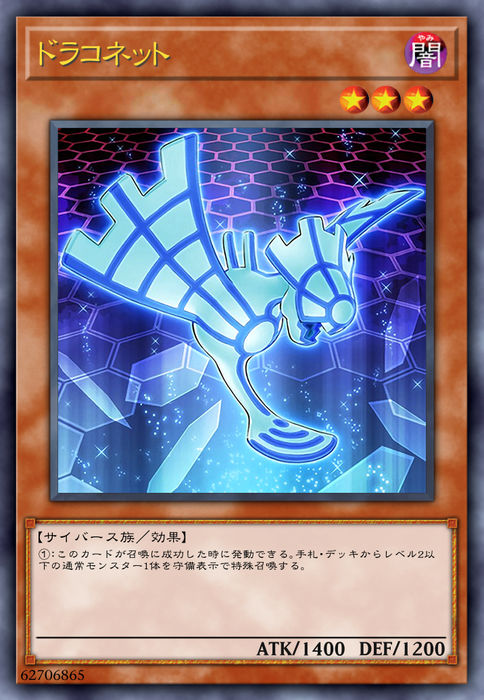 ドラコネット
やみ
闇
【サイバース族／効果】
①：このカードが召喚に成功した時に発動できる。手札・デッキからレベル2以
下の通常モンスター1体を守備表示で特殊召喚する。
ATK/1400 DEF/1200
62706865